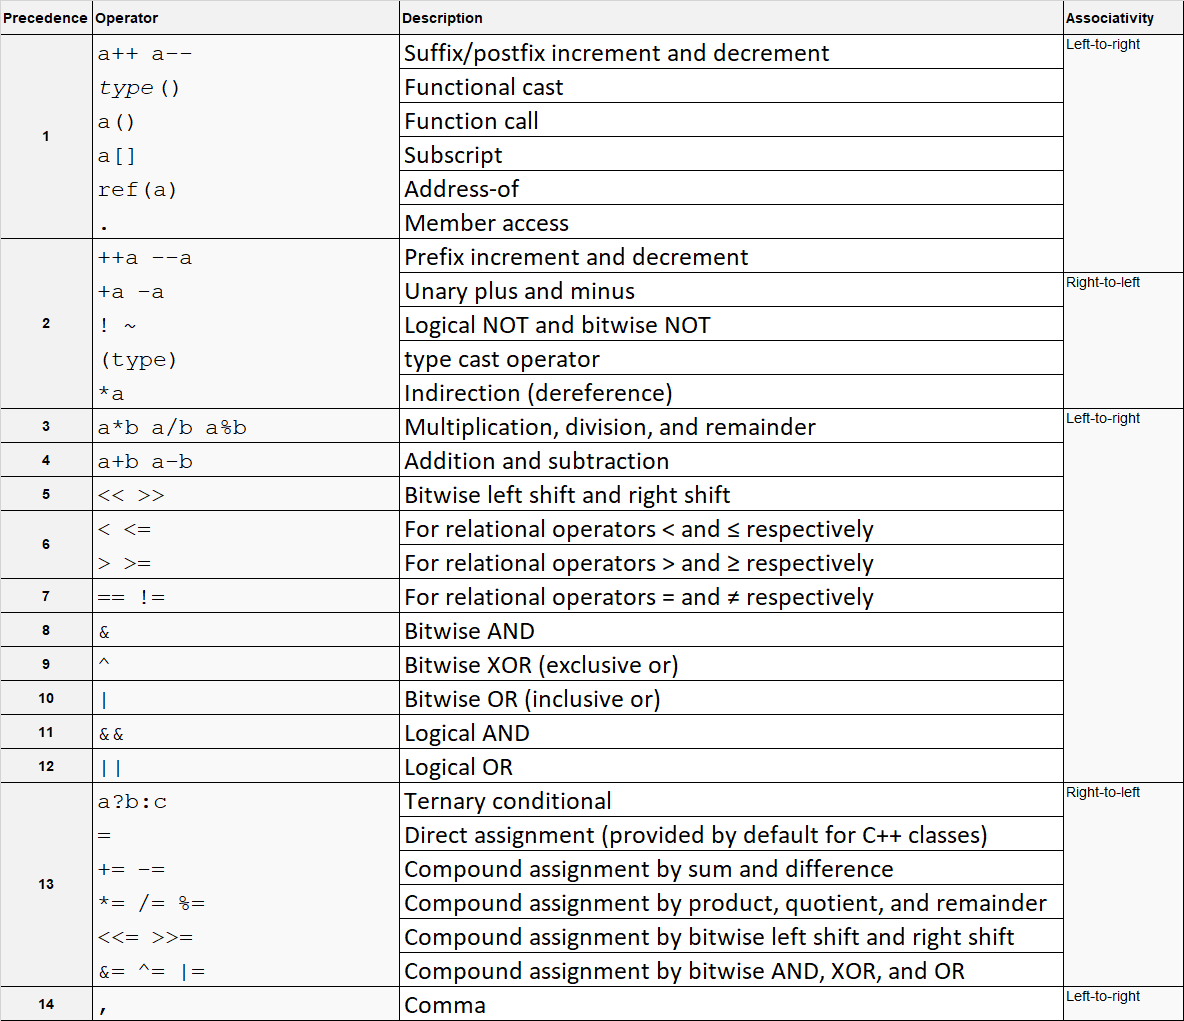 Precedence Operator Description Associativity
1 a++ a-- Suffix/postfix increment and decrement Left-to-right
type() Functional cast
a() Function call
a[] Subscript
ref(a) Address-of
. Member access
2 ++a --a Prefix increment and decrement
+a -a Unary plus and minus Right-to-left
! ~ Logical NOT and bitwise NOT
(type) type cast operator
*a Indirection (dereference)
3 a*b a/b a%b Multiplication, division, and remainder Left-to-right
4 a+b a-b Addition and subtraction
5 << >> Bitwise left shift and right shift
6 < <= For relational operators < and ≤ respectively
> >= For relational operators > and ≥ respectively
7 == != For relational operators = and ≠ respectively
8 & Bitwise AND
9 ^ Bitwise XOR (exclusive or)
10 | Bitwise OR (inclusive or)
11 && Logical AND
12 || Logical OR
13 a?b:c Ternary conditional Right-to-left
= Direct assignment (provided by default for C++ classes)
+= -= Compound assignment by sum and difference
*= /= %= Compound assignment by product, quotient, and remainder
<<= >>= Compound assignment by bitwise left shift and right shift
&= ^= |= Compound assignment by bitwise AND, XOR, and OR
14 , Comma Left-to-right